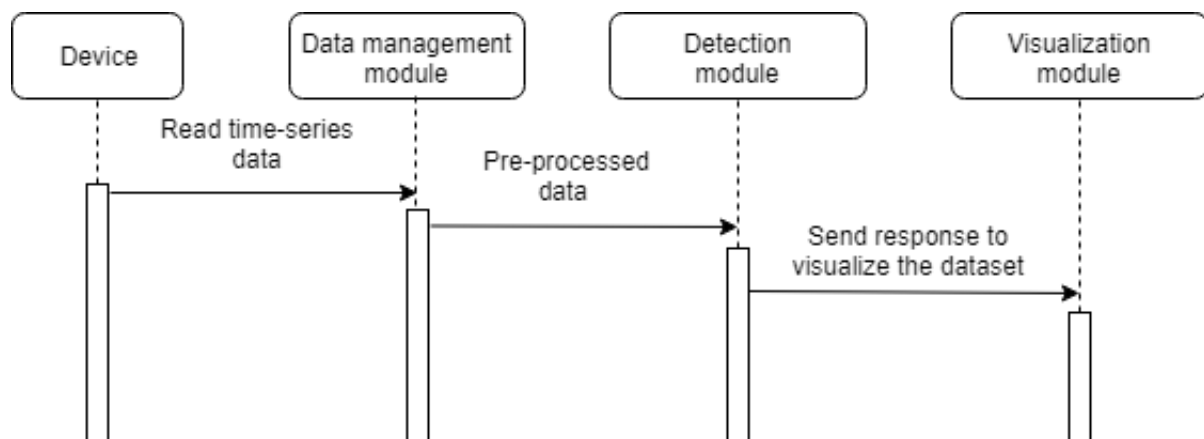 Device
Data management
module
Detection
module
Visualization
module
Read time-series
data
Pre-processed
data
Send response to
visualize the dataset